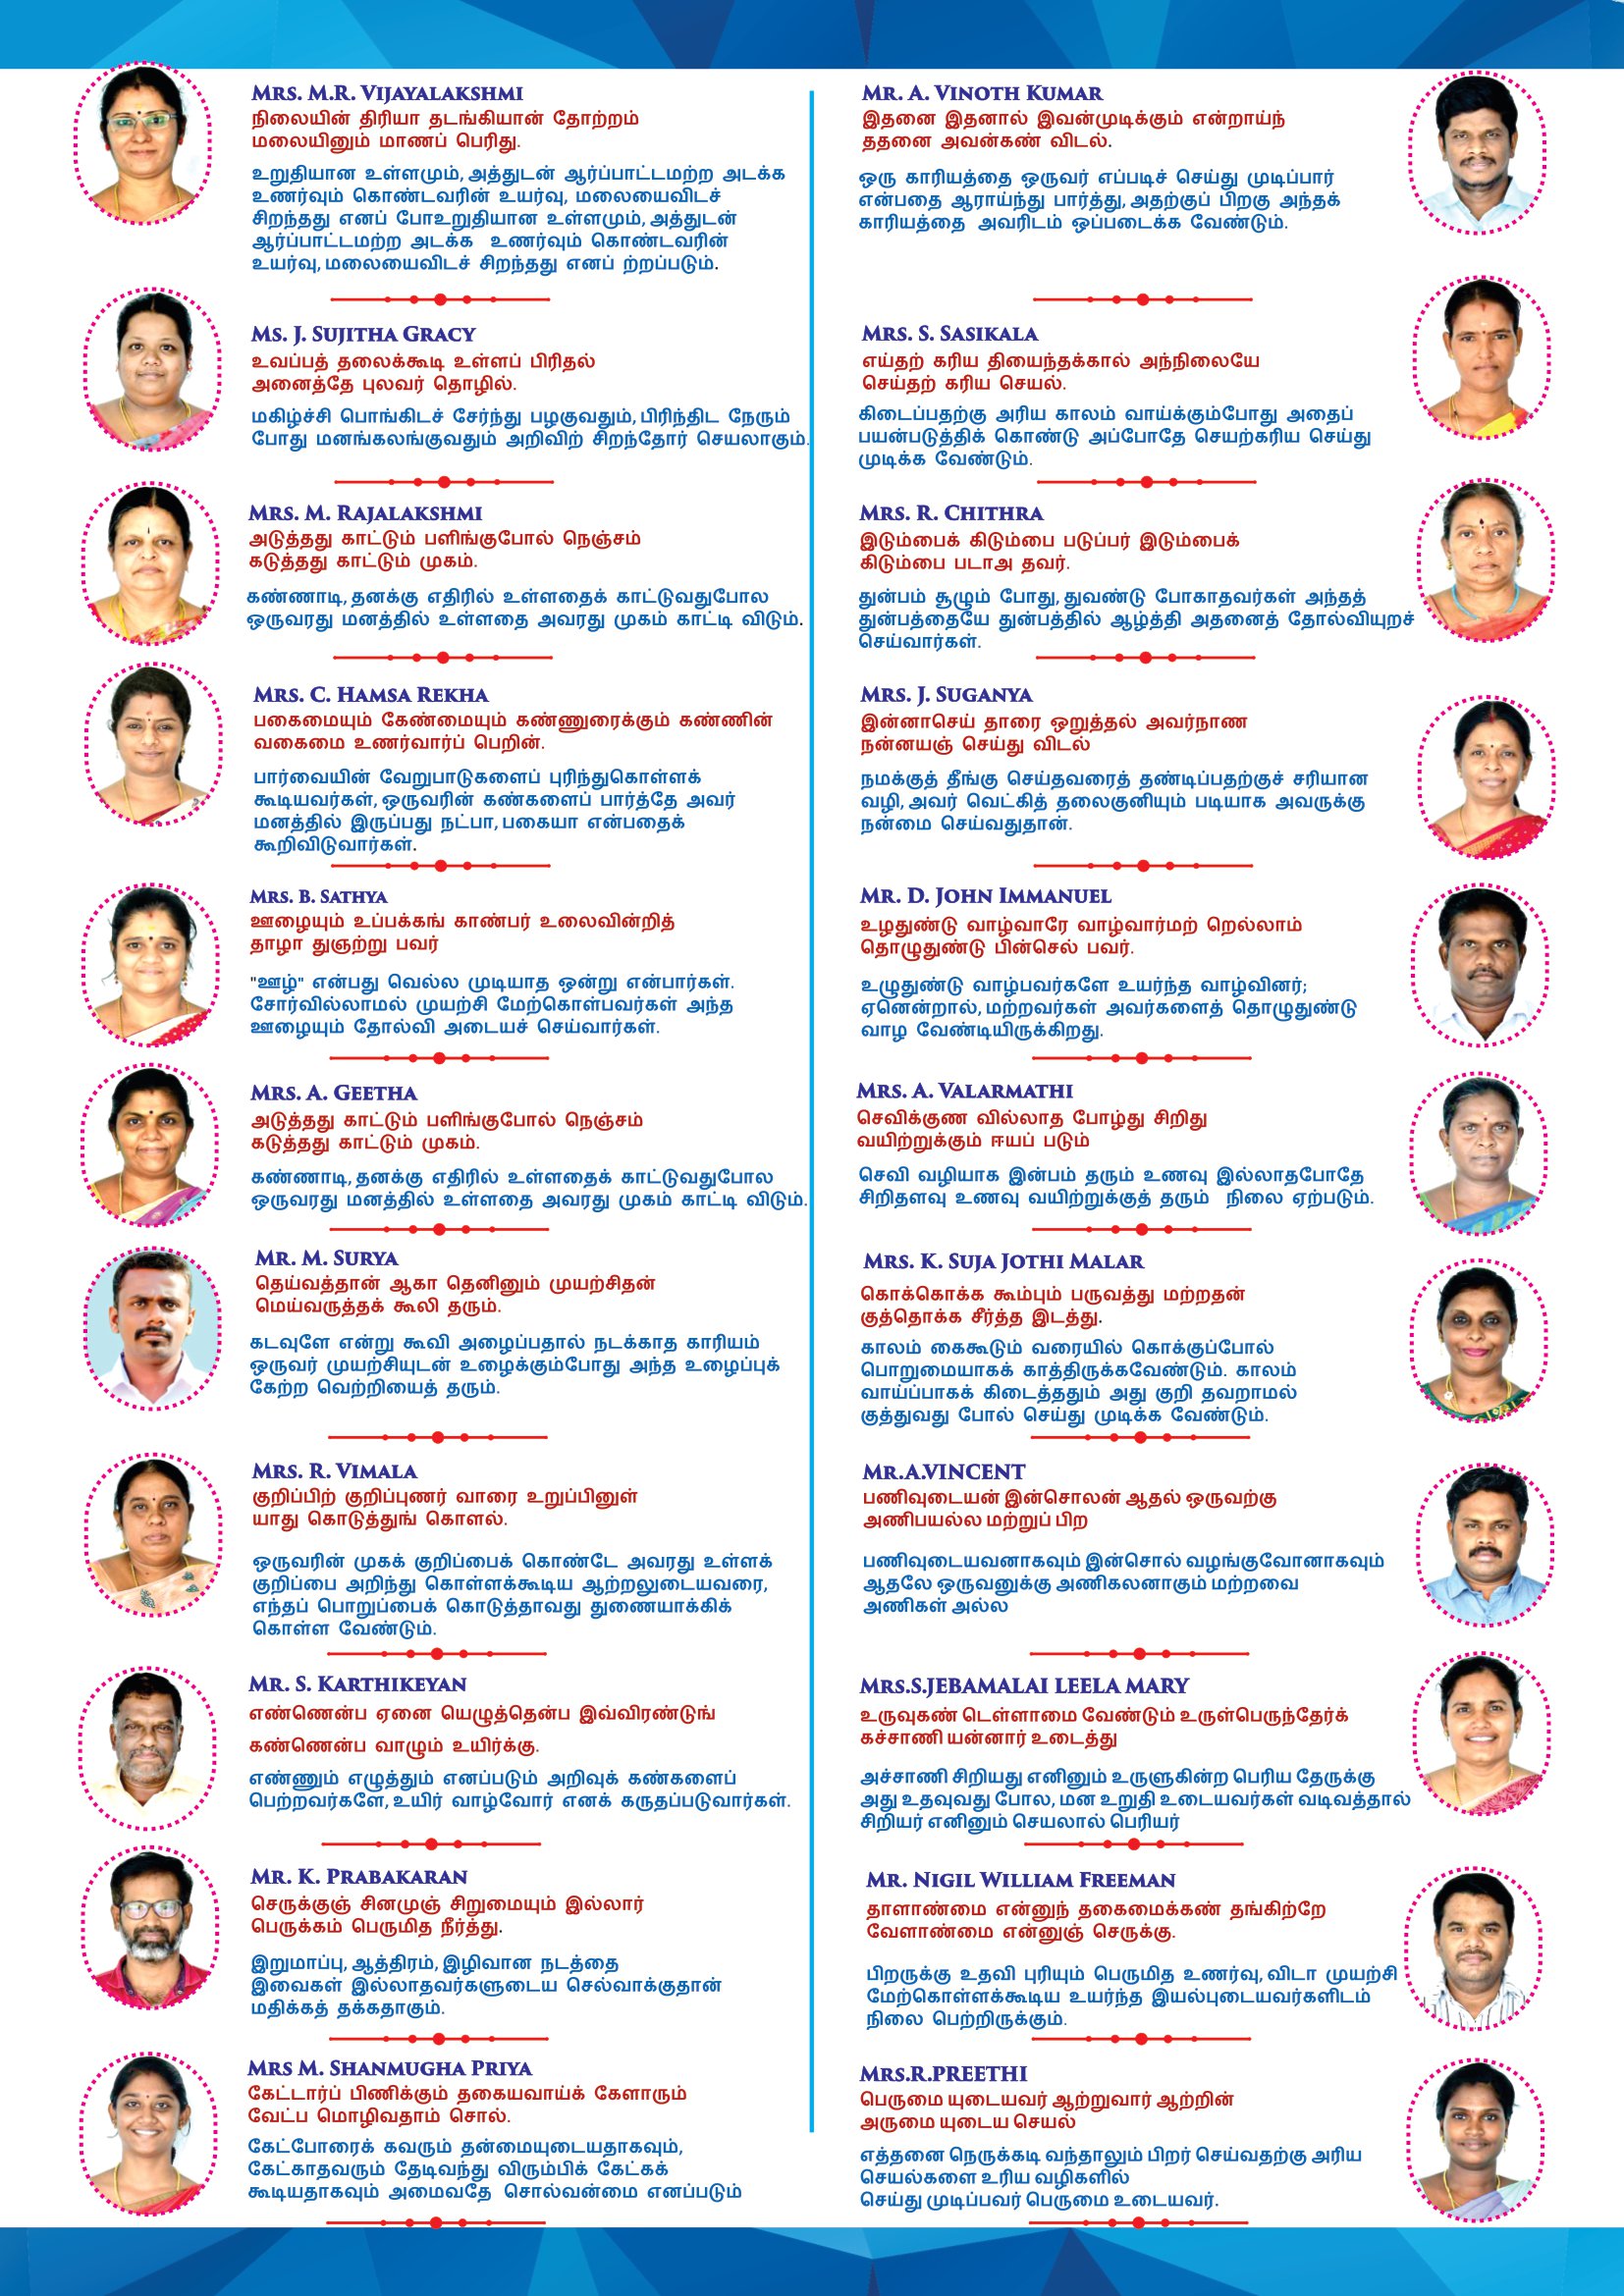 MRS. M.R. VIJAYALAKSHMI
நிலையின் திரியா தடங்கியான் தோற்றம்
மலையினும் மாணப் பெரிது.
உறுதியான உள்ளமும், அத்துடன் ஆர்ப்பாட்டமற்ற அடக்க
உணர்வும் கொண்டவரின் உயர்வு, மலையைவிடச்
சிறந்தது எனப் போஉறுதியான உள்ளமும், அத்துடன்
ஆர்ப்பாட்டமற்ற அடக்க உணர்வும் கொண்டவரின்
உயர்வு, மலையைவிடச் சிறந்தது எனப் ற்றப்படும்.
MS. J. SUJITHA GRACY
உவப்பத் தலைக்கூடி உள்ளப் பிரிதல்
அனைத்தே புலவர் தொழில்.
மகிழ்ச்சி பொங்கிடச் சேர்ந்து பழகுவதும், பிரிந்திட நேரும்
போது மனங்கலங்குவதும் அறிவிற் சிறந்தோர் செயலாகும்.
MRS. M. RAJALAKSHMI
அடுத்தது காட்டும் பளிங்குபோல் நெஞ்சம்
கடுத்தது காட்டும் முகம்.
கண்ணாடி, தனக்கு எதிரில் உள்ளதைக் காட்டுவதுபோல
ஒருவரது மனத்தில் உள்ளதை அவரது முகம் காட்டி விடும்.
MRS. C. HAMSA REKHA
பகைமையும் கேண்மையும் கண்ணுரைக்கும் கண்ணின்
வகைமை உணர்வார்ப் பெறின்.
பார்வையின் வேறுபாடுகளைப் புரிந்துகொள்ளக்
கூடியவர்கள், ஒருவரின் கண்களைப் பார்த்தே அவர்
மனத்தில் இருப்பது நட்பா, பகையா என்பதைக்
கூறிவிடுவார்கள்.
MRS. B. SATHYA
ஊழையும் உப்பக்கங் காண்பர் உலைவின்றித்
தாழா துஞற்று பவர்
"ஊழ்" என்பது வெல்ல முடியாத ஒன்று என்பார்கள்.
சோர்வில்லாமல் முயற்சி மேற்கொள்பவர்கள் அந்த
ஊழையும் தோல்வி அடையச் செய்வார்கள்.
MRS. A. GEETHA
அடுத்தது காட்டும் பளிங்குபோல் நெஞ்சம்
கடுத்தது காட்டும் முகம்.
கண்ணாடி, தனக்கு எதிரில் உள்ளதைக் காட்டுவதுபோல
ஒருவரது மனத்தில் உள்ளதை அவரது முகம் காட்டி விடும்.
MR. M. SURYA
தெய்வத்தான் ஆகா தெனினும் முயற்சிதன்
மெய்வருத்தக் கூலி தரும்.
கடவுளே என்று கூவி அழைப்பதால் நடக்காத காரியம்
ஒருவர் முயற்சியுடன் உழைக்கும்போது அந்த உழைப்புக்
கேற்ற வெற்றியைத் தரும்.
MRS. R. VIMALA
குறிப்பிற் குறிப்புணர் வாரை உறுப்பினுள்
யாது கொடுத்துங் கொளல்.
ஒருவரின் முகக் குறிப்பைக் கொண்டே அவரது உள்ளக்
குறிப்பை அறிந்து கொள்ளக்கூடிய ஆற்றலுடையவரை,
எந்தப் பொறுப்பைக் கொடுத்தாவது துணையாக்கிக்
கொள்ள வேண்டும்.
MR. S. KARTHIKEYAN
எண்ணென்ப ஏனை யெழுத்தென்ப இவ்விரண்டுங்
கண்ணென்ப வாழும் உயிர்க்கு.
எண்ணும் எழுத்தும் எனப்படும் அறிவுக் கண்களைப்
பெற்றவர்களே, உயிர் வாழ்வோர் எனக் கருதப்படுவார்கள்.
MR. K. PRABAKARAN
செருக்குஞ் சினமுஞ் சிறுமையும் இல்லார்
பெருக்கம் பெருமித நீர்த்து.
இறுமாப்பு, ஆத்திரம், இழிவான நடத்தை
இவைகள் இல்லாதவர்களுடைய செல்வாக்குதான்
மதிக்கத் தக்கதாகும்.
MRS M. SHANMUGHA PRIYA
கேட்டார்ப் பிணிக்கும் தகையவாய்க் கேளாரும்
வேட்ப மொழிவதாம் சொல்.
கேட்போரைக் கவரும் தன்மையுடையதாகவும்,
கேட்காதவரும் தேடிவந்து விரும்பிக் கேட்கக்
கூடியதாகவும் அமைவதே சொல்வன்மை எனப்படும்
MR. A. VINOTH KUMAR
இதனை இதனால் இவன்முடிக்கும் என்றாய்ந்
ததனை அவன்கண் விடல்.
ஒரு காரியத்தை ஒருவர் எப்படிச் செய்து முடிப்பார்
என்பதை ஆராய்ந்து பார்த்து, அதற்குப் பிறகு அந்தக்
காரியத்தை அவரிடம் ஒப்படைக்க வேண்டும்.
MRS. S. SASIKALA
எய்தற் கரிய தியைந்தக்கால் அந்நிலையே
செய்தற் கரிய செயல்.
கிடைப்பதற்கு அரிய காலம் வாய்க்கும்போது அதைப்
பயன்படுத்திக் கொண்டு அப்போதே செயற்கரிய செய்து
முடிக்க வேண்டும்.
MRS. R. CHITHRA
இடும்பைக் கிடும்பை படுப்பர் இடும்பைக்
கிடும்பை படாஅ தவர்.
துன்பம் சூழும் போது, துவண்டு போகாதவர்கள் அந்தத்
துன்பத்தையே துன்பத்தில் ஆழ்த்தி அதனைத் தோல்வியுறச்
செய்வார்கள்.
MRS. J. SUGANYA
இன்னாசெய் தாரை ஒறுத்தல் அவர்நாண
நன்னயஞ் செய்து விடல்
நமக்குத் தீங்கு செய்தவரைத் தண்டிப்பதற்குச் சரியான
வழி, அவர் வெட்கித் தலைகுனியும் படியாக அவருக்கு
நன்மை செய்வதுதான்.
MR. D. JOHN IMMANUEL
உழதுண்டு வாழ்வாரே வாழ்வார்மற் றெல்லாம்
தொழுதுண்டு பின்செல் பவர்.
உழுதுண்டு வாழ்பவர்களே உயர்ந்த வாழ்வினர்;
ஏனென்றால், மற்றவர்கள் அவர்களைத் தொழுதுண்டு
வாழ வேண்டியிருக்கிறது.
MRS. A. VALARMATHI
செவிக்குண வில்லாத போழ்து சிறிது
வயிற்றுக்கும் ஈயப் படும்
செவி வழியாக இன்பம் தரும் உணவு இல்லாதபோதே
சிறிதளவு உணவு வயிற்றுக்குத் தரும் நிலை ஏற்படும்.
MRS. K. SUJA JOTHI MALAR
கொக்கொக்க கூம்பும் பருவத்து மற்றதன்
குத்தொக்க சீர்த்த இடத்து.
காலம் கைகூடும் வரையில் கொக்குப்போல்
பொறுமையாகக் காத்திருக்கவேண்டும். காலம்
வாய்ப்பாகக் கிடைத்ததும் அது குறி தவறாமல்
குத்துவது போல் செய்து முடிக்க வேண்டும்.
MR.A.VINCENT
பணிவுடையன் இன்சொலன் ஆதல் ஒருவற்கு
அணிபயல்ல மற்றுப் பிற
பணிவுடையவனாகவும் இன்சொல் வழங்குவோனாகவும்
ஆதலே ஒருவனுக்கு அணிகலனாகும் மற்றவை
அணிகள் அல்ல
MRS.S.JEBAMALAI LEELA MARY
உருவுகண் டெள்ளாமை வேண்டும் உருள்பெருந்தேர்க்
கச்சாணி யன்னார் உடைத்து
அச்சாணி சிறியது எனினும் உருளுகின்ற பெரிய தேருக்கு
அது உதவுவது போல, மன உறுதி உடையவர்கள் வடிவத்தால்
சிறியர் எனினும் செயலால் பெரியர்
MR. NIGIL WILLIAM FREEMAN
தாளாண்மை என்னுந் தகைமைக்கண் தங்கிற்றே
வேளாண்மை என்னுஞ் செருக்கு.
பிறருக்கு உதவி புரியும் பெருமித உணர்வு, விடா முயற்சி
மேற்கொள்ளக்கூடிய உயர்ந்த இயல்புடையவர்களிடம்
நிலை பெற்றிருக்கும்.
MRS.R.PREETHI
பெருமை யுடையவர் ஆற்றுவார் ஆற்றின்
அருமை யுடைய செயல்
எத்தனை நெருக்கடி வந்தாலும் பிறர் செய்வதற்கு அரிய
செயல்களை உரிய வழிகளில்
செய்து முடிப்பவர் பெருமை உடையவர்.